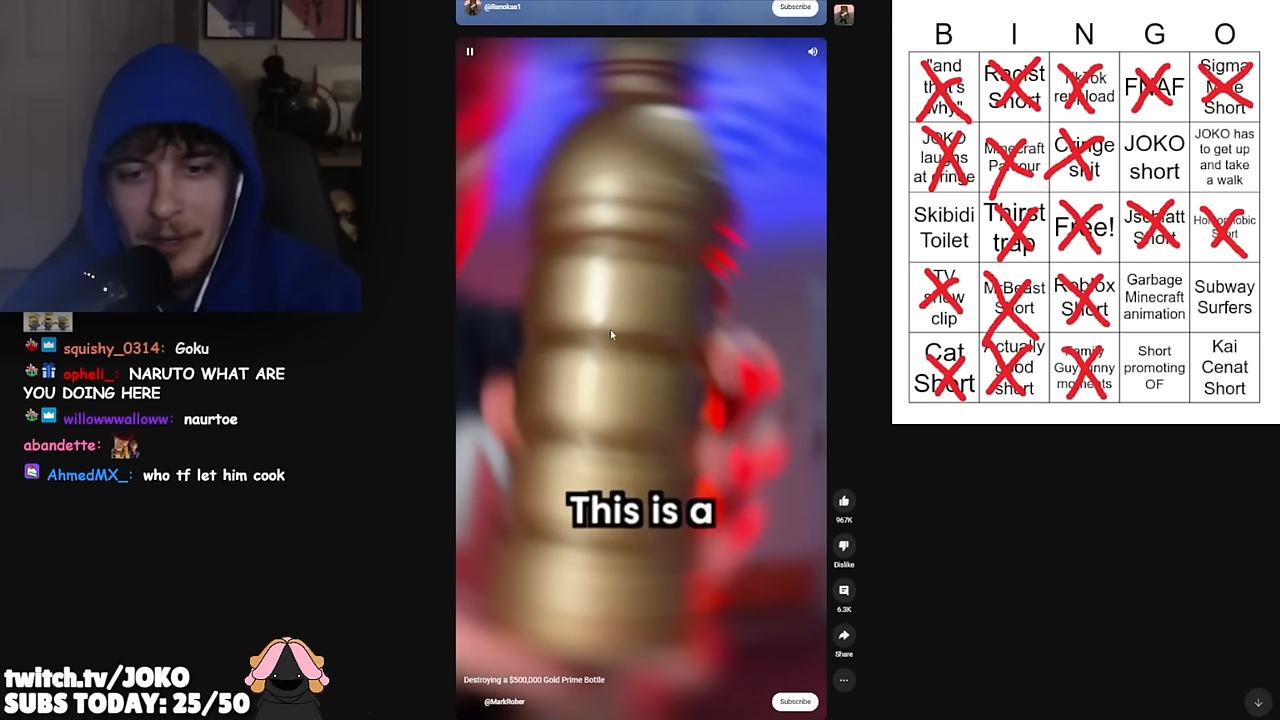 @Renokas1
Subscribe
This is a
967K
Dislike
6.3K
Share
Destroying a $500,000 Gold Prime Bottle
@MarkRober
Subscribe
squishy_0314: Goku
opheli_: NARUTO WHAT ARE
YOU DOING HERE
willowwwalloww: naurtoe
abandette:
AhmedMX_: who tf let him cook
twitch.tv/JOKO
SUBS TODAY: 25/50
B I N G O
"and
that's
why"
Racist
Short
FNAF
Sigma
Male
Short
JOKO
laughs
at cringe
Minecraft
Parkour
Cringe
skit
JOKO
short
JOKO has
to get up
and take
a walk
Skibidi
Toilet
Thirst
trap
Free!
Jschlatt
Short
Homophobic
Short
TV
show
clip
MrBeast
Short
Roblox
Short
Garbage
Minecraft
animation
Subway
Surfers
Cat
Short
Actually
good
short
Family
Guy funny
moments
Short
promoting
OF
Kai
Cenat
Short